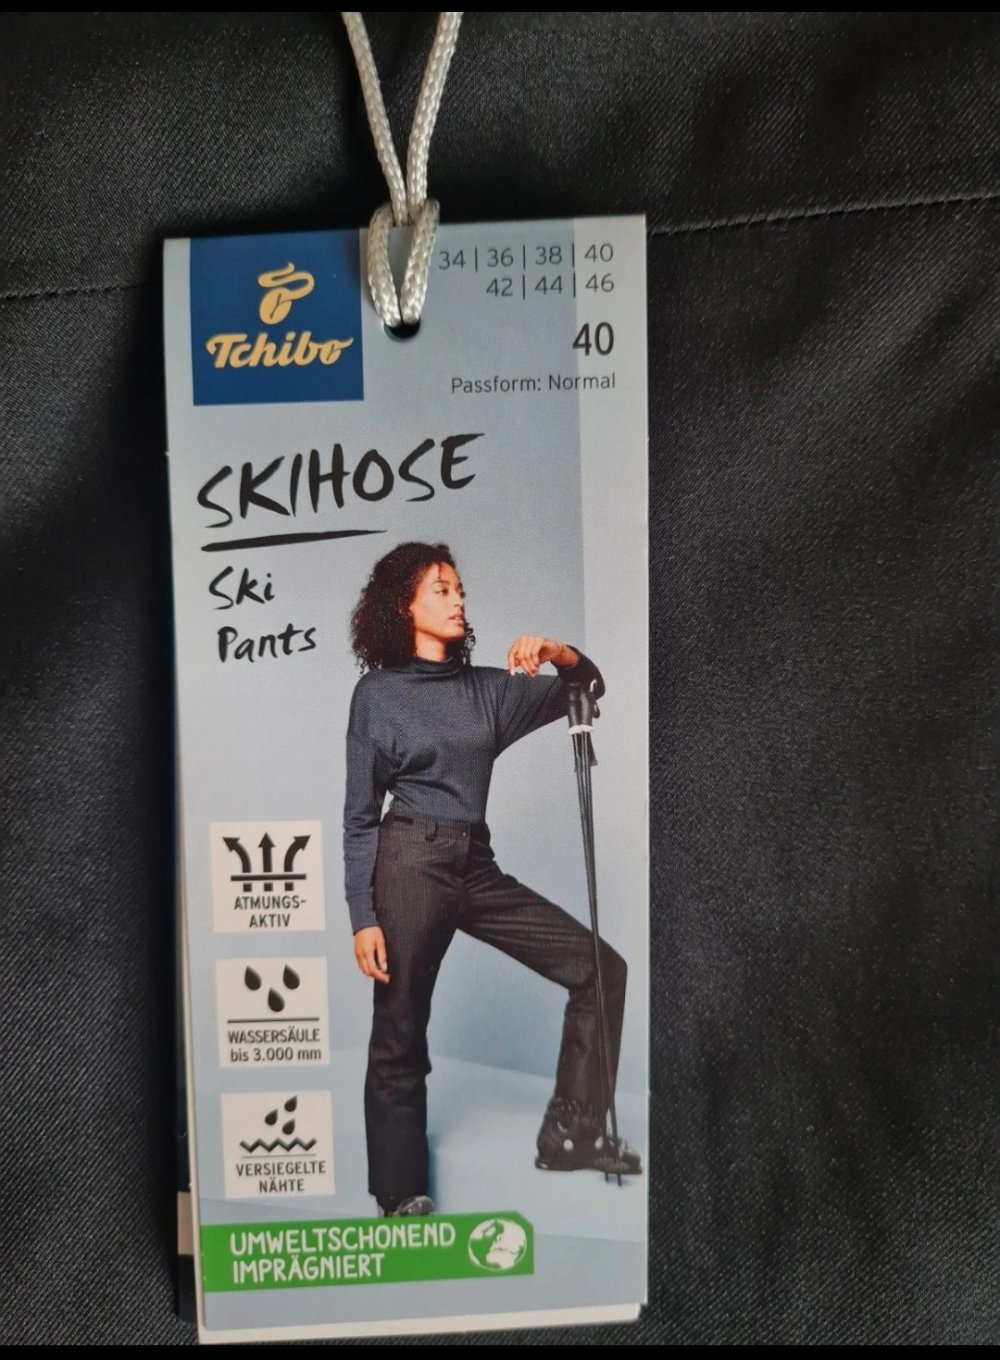 Tchibo
34 | 36 | 38 | 40
42 | 44 | 46
40
Passform: Normal
SKIHOSE
Ski
Pants
ATMUNGS-
AKTIV
WASSERSÄULE
bis 3.000 mm
VERSIEGELTE
NÄHTE
UMWELTSCHONEND
IMPRÄGNIERT